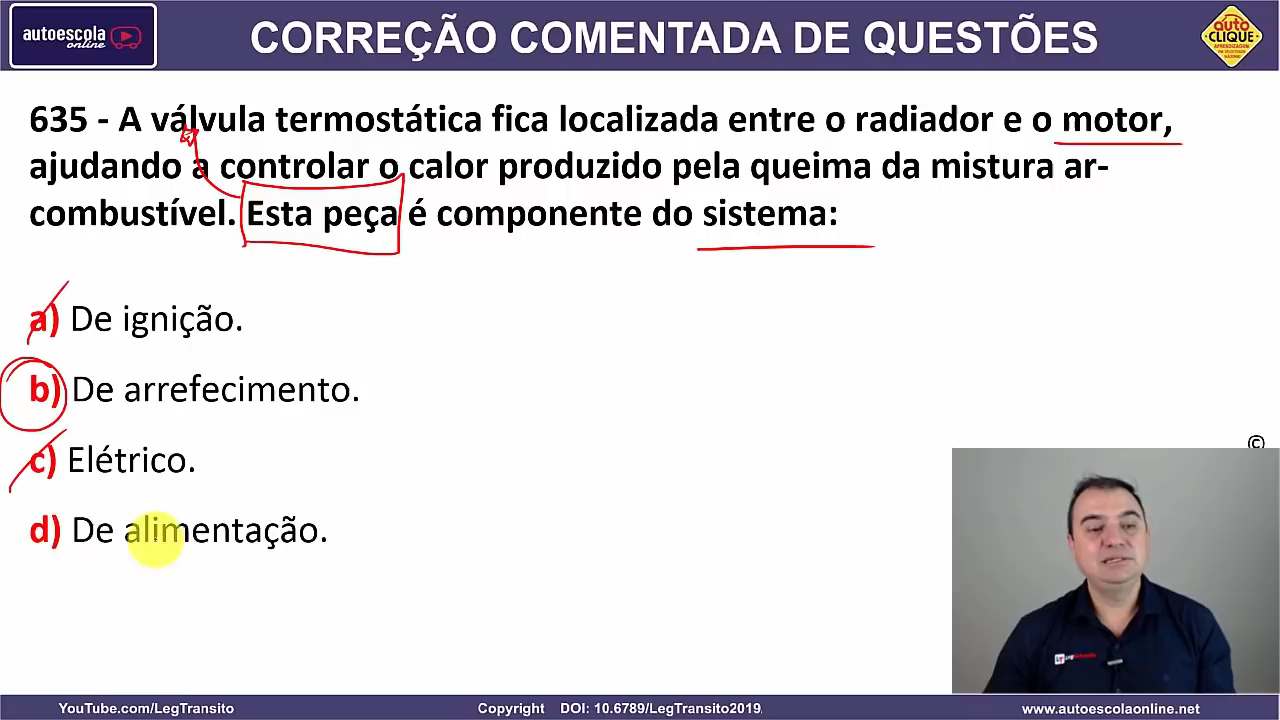 autoescola
online
CORREÇÃO COMENTADA DE QUESTÕES
auto
CLIQUE
APRENDIZAGEM
635 - A válvula termostática fica localizada entre o radiador e o motor,
ajudando a controlar o calor produzido pela queima da mistura ar-
combustível. Esta peça é componente do sistema:
a) De ignição.
b) De arrefecimento.
c) Elétrico.
d) De alimentação.
©
YouTube.com/LegTransito
Copyright DOI: 10.6789/LegTransito2019.
www.autoescolaonline.net